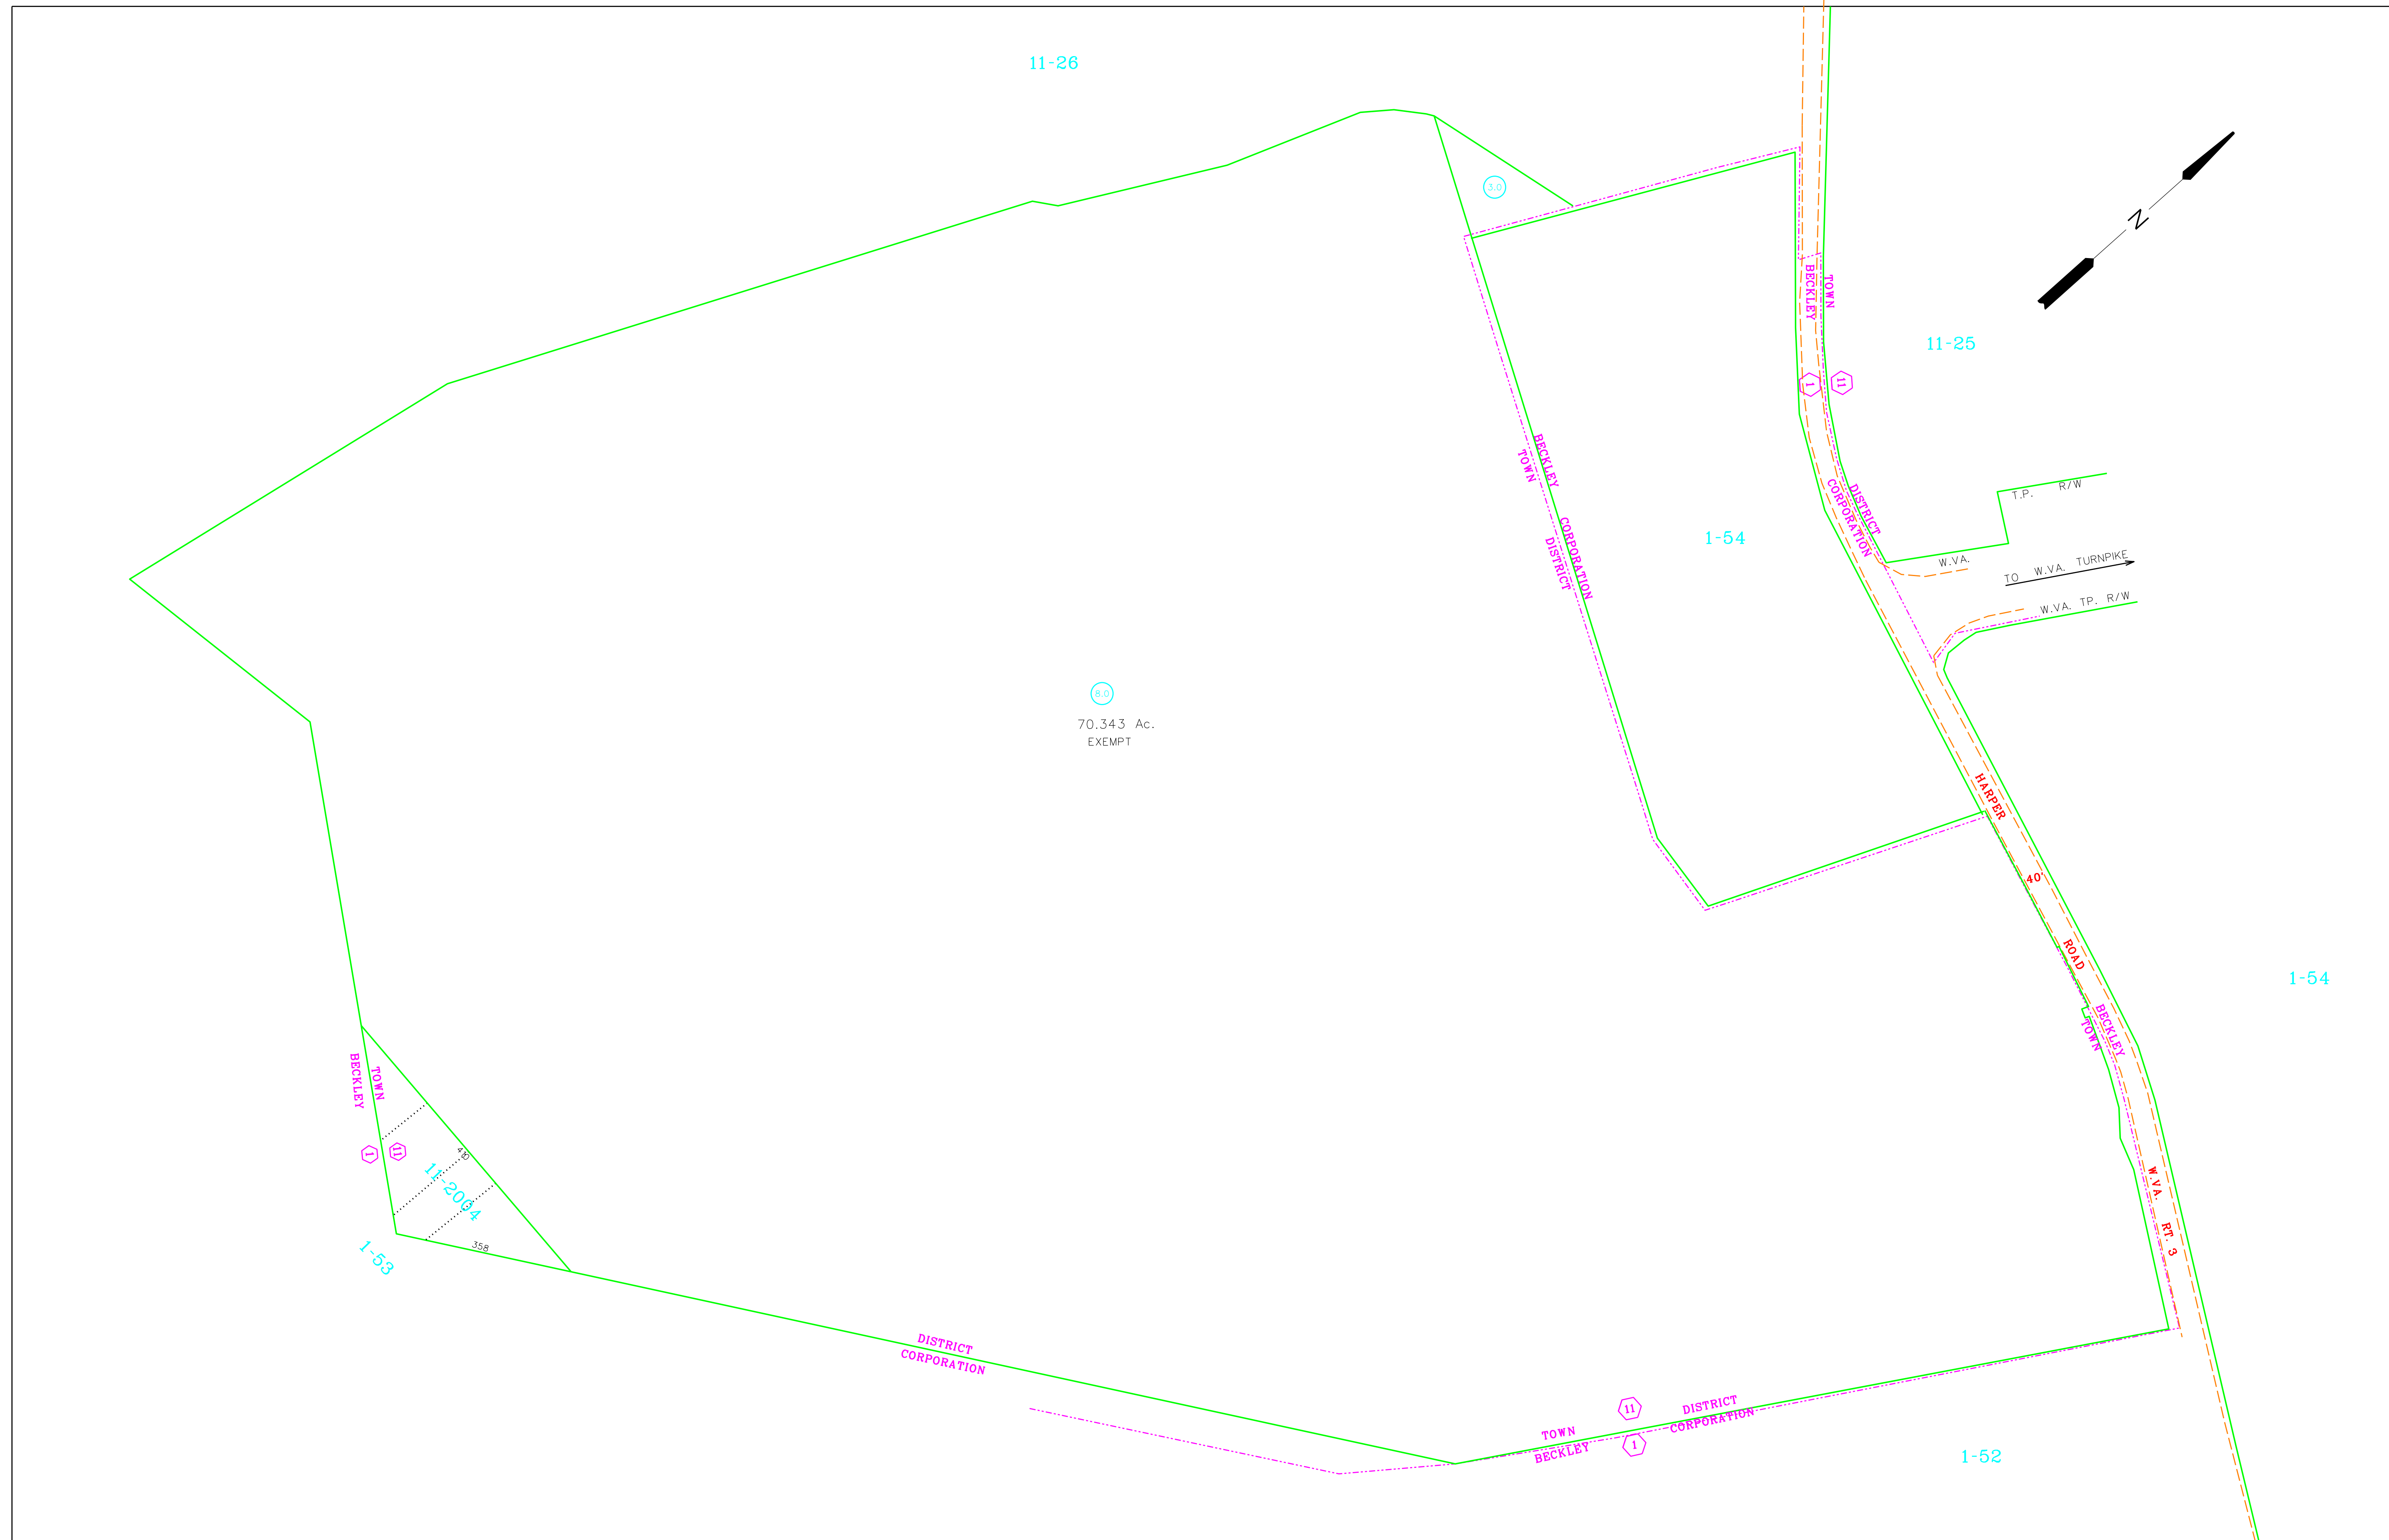 11-26
3.0
N
BECKLEY
TOWN
11-25
1
11
BECKLEY
TOWN
DISTRICT
CORPORATION
T.P. R/W
CORPORATION
DISTRICT
1-54
W.VA.
TO W.VA. TURNPIKE
W.VA. TP. R/W
8.0
70.343 Ac.
EXEMPT
HARPER
40'
ROAD
1-54
BECKLEY
TOWN
BECKLEY
TOWN
1
11
410
11-2004
W.VA. RT. 3
358
1-53
DISTRICT
CORPORATION
11
DISTRICT
CORPORATION
TOWN
BECKLEY
1
1-52